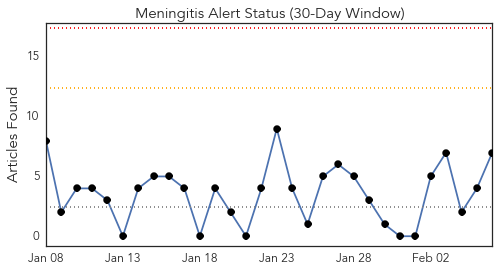 Meningitis Alert Status (30-Day Window)
Articles Found
15
10
5
0
Jan 08 Jan 13 Jan 18 Jan 23 Jan 28 Feb 02